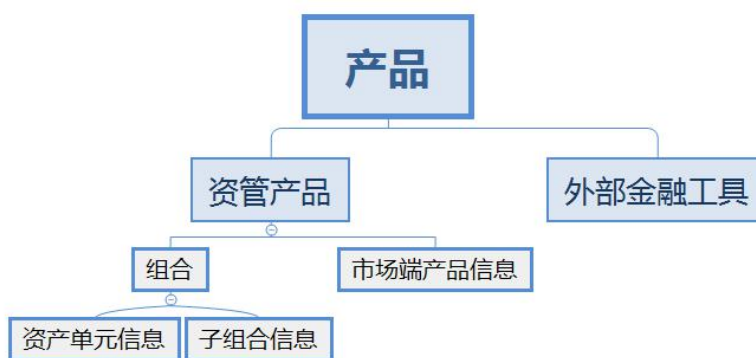 产品
资管产品
外部金融工具
组合
市场端产品信息
资产单元信息
子组合信息